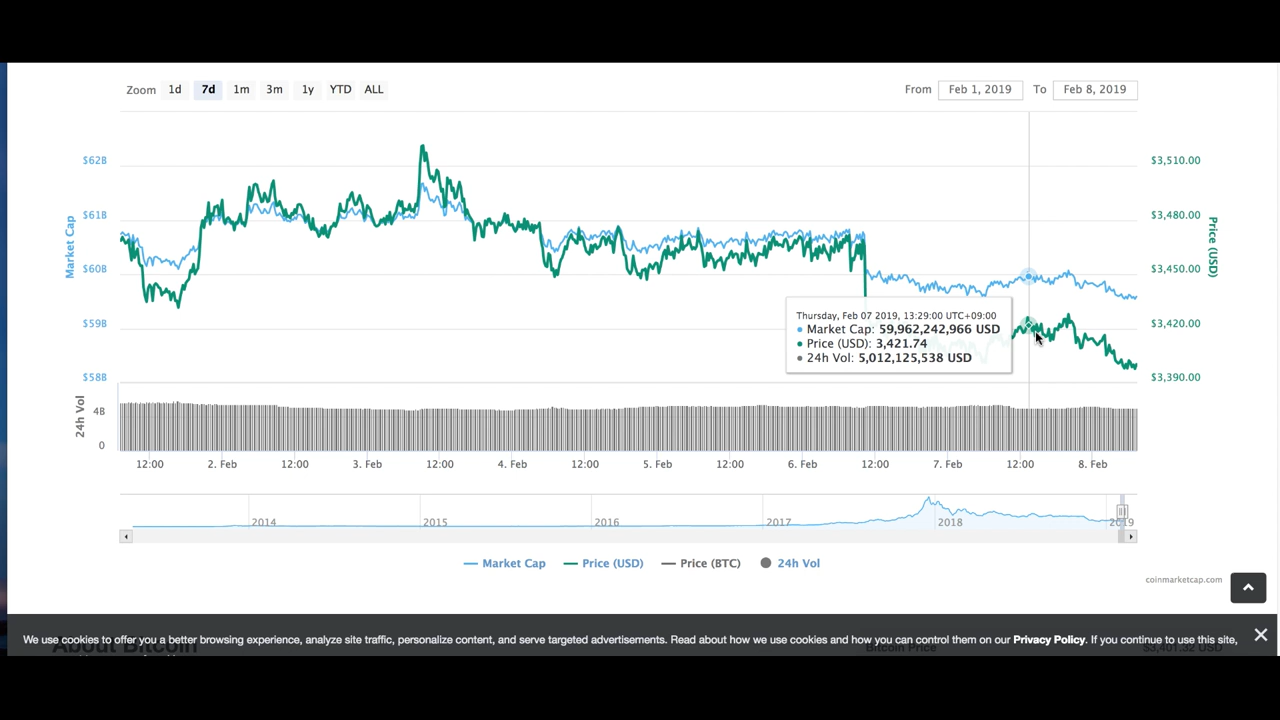 Zoom 1d 7d 1m 3m 1y YTD ALL From Feb 1, 2019 To Feb 8, 2019
$62B $3,510.00
$61B $3,480.00
$60B $3,450.00
$59B $3,420.00
$58B $3,390.00
Market Cap
Price (USD)
Thursday, Feb 07 2019, 13:29:00 UTC+09:00
Market Cap: 59,962,242,966 USD
Price (USD): 3,421.74
24h Vol: 5,012,125,538 USD
24h Vol
4B
0
12:00 2. Feb 12:00 3. Feb 12:00 4. Feb 12:00 5. Feb 12:00 6. Feb 12:00 7. Feb 12:00 8. Feb
2014 2015 2016 2017 2018 2019
Market Cap Price (USD) Price (BTC) 24h Vol
coinmarketcap.com
We use cookies to offer you a better browsing experience, analyze site traffic, personalize content, and serve targeted advertisements. Read about how we use cookies and how you can control them on our Privacy Policy. If you continue to use this site,
About Bitcoin Bitcoin Price $3,401.32 USD